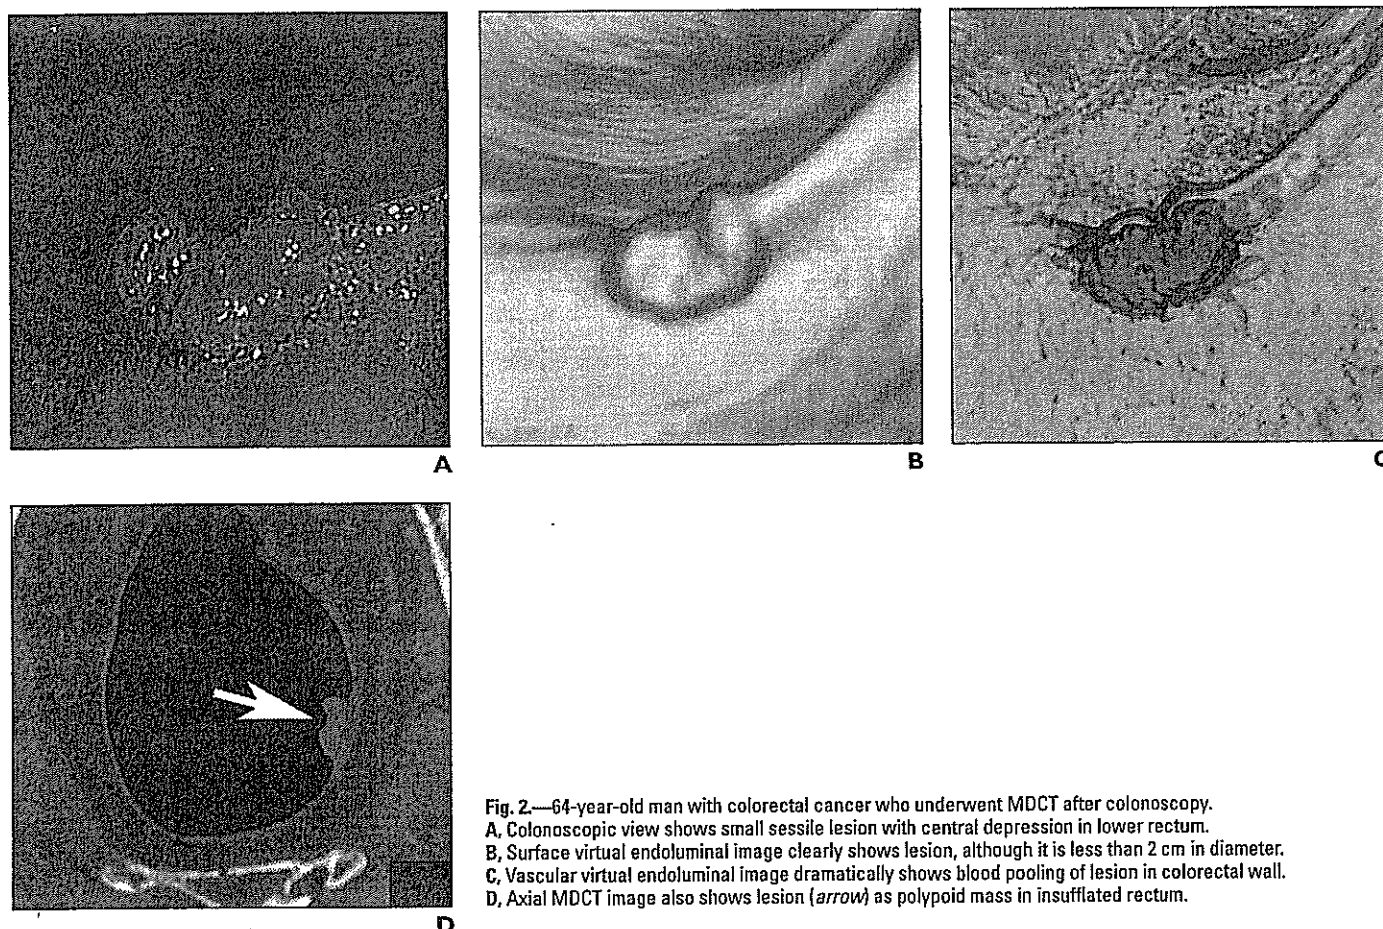 A
B
C
D
Fig. 2.—64-year-old man with colorectal cancer who underwent MDCT after colonoscopy.
A, Colonoscopic view shows small sessile lesion with central depression in lower rectum.
B, Surface virtual endoluminal image clearly shows lesion, although it is less than 2 cm in diameter.
C, Vascular virtual endoluminal image dramatically shows blood pooling of lesion in colorectal wall.
D, Axial MDCT image also shows lesion (arrow) as polypoid mass in insufflated rectum.